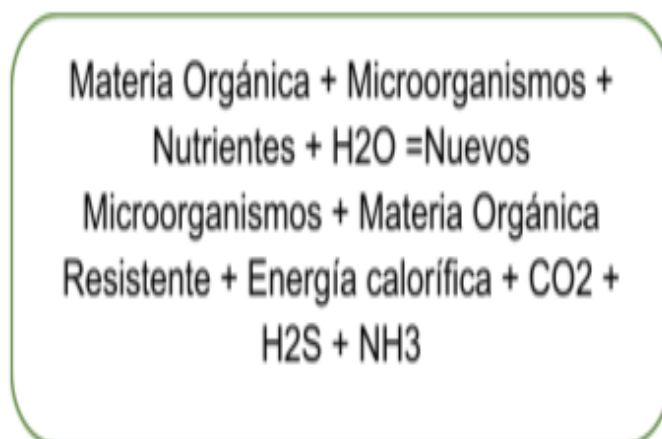 Materia Orgánica + Microorganismos +
Nutrientes + H2O =Nuevos
Microorganismos + Materia Orgánica
Resistente + Energía calorífica + CO2 +
H2S + NH3